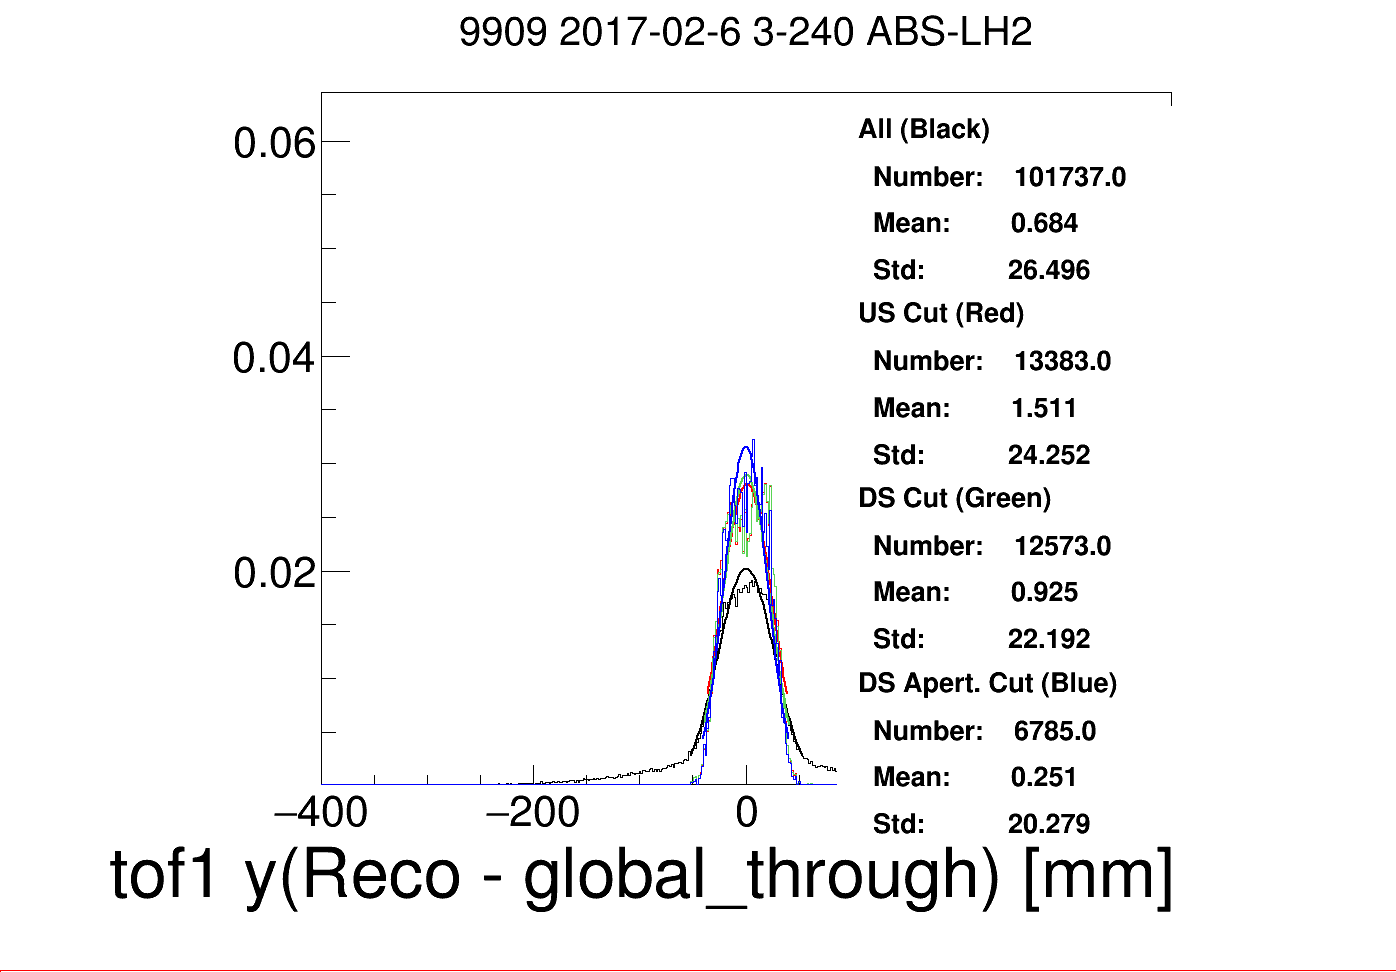 9909 2017-02-6 3-240 ABS-LH2
0.06
0.04
0.02
−400 −200 0
All (Black)
Number: 101737.0
Mean: 0.684
Std: 26.496
US Cut (Red)
Number: 13383.0
Mean: 1.511
Std: 24.252
DS Cut (Green)
Number: 12573.0
Mean: 0.925
Std: 22.192
DS Apert. Cut (Blue)
Number: 6785.0
Mean: 0.251
Std: 20.279
tof1 y(Reco - global_through) [mm]